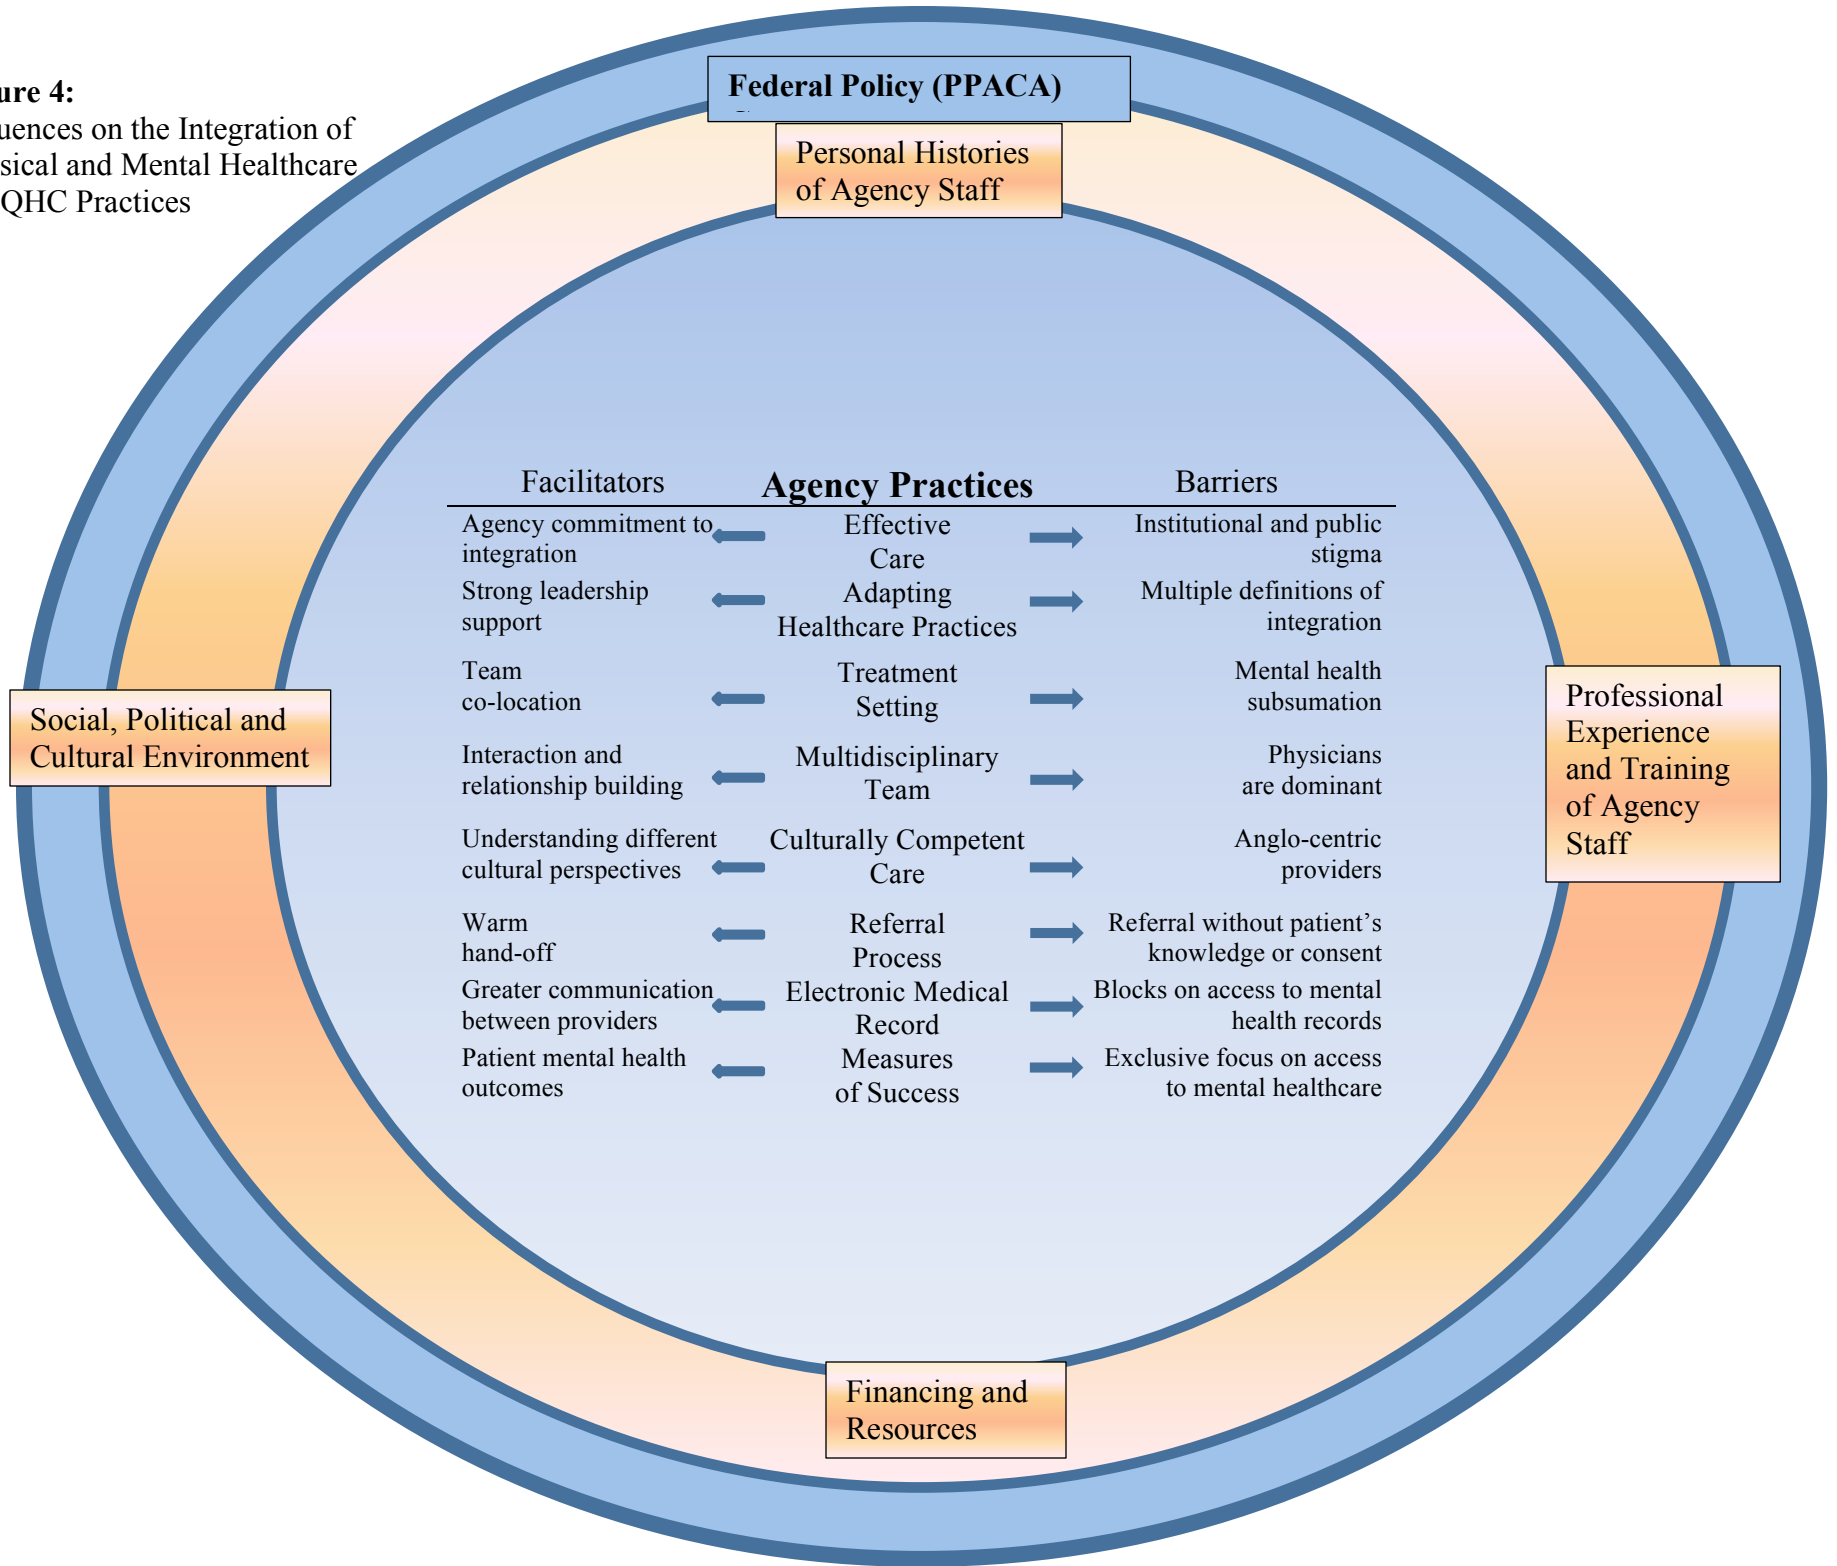 ure 4:
uences on the Integration of
sical and Mental Healthcare
QHC Practices
Federal Policy (PPACA)
Personal Histories
of Agency Staff
Social, Political and
Cultural Environment
Professional
Experience
and Training
of Agency
Staff
Financing and
Resources
Facilitators Agency Practices Barriers
Agency commitment to
integration
Effective
Care
Institutional and public
stigma
Strong leadership
support
Adapting
Healthcare Practices
Multiple definitions of
integration
Team
co-location
Treatment
Setting
Mental health
subsumation
Interaction and
relationship building
Multidisciplinary
Team
Physicians
are dominant
Understanding different
cultural perspectives
Culturally Competent
Care
Anglo-centric
providers
Warm
hand-off
Referral
Process
Referral without patient’s
knowledge or consent
Greater communication
between providers
Electronic Medical
Record
Blocks on access to mental
health records
Patient mental health
outcomes
Measures
of Success
Exclusive focus on access
to mental healthcare